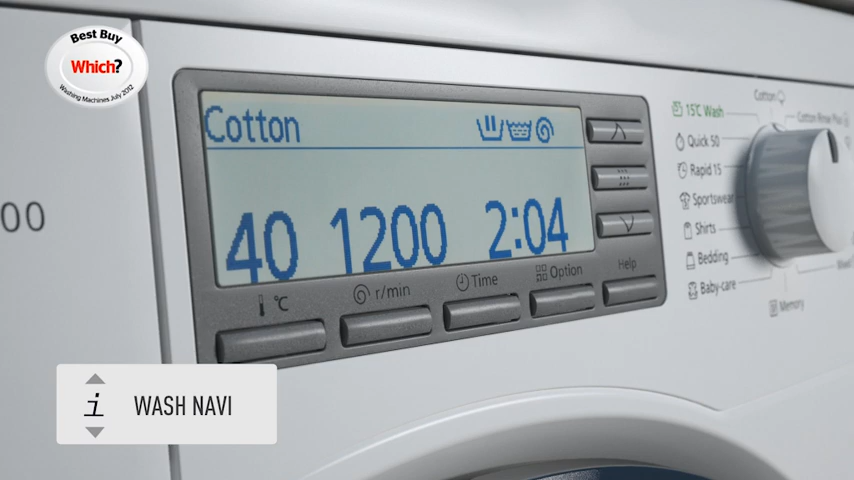 Best Buy
Which?
Washing Machines July 2012
00
Cotton
40 1200 2:04
°C
r/min
Time
Option
Help
Cotton
15°C Wash
Cotton Rinse Plus
Quick 50
Rapid 15
Sportswear
Shirts
Bedding
Baby-care
Memory
i WASH NAVI